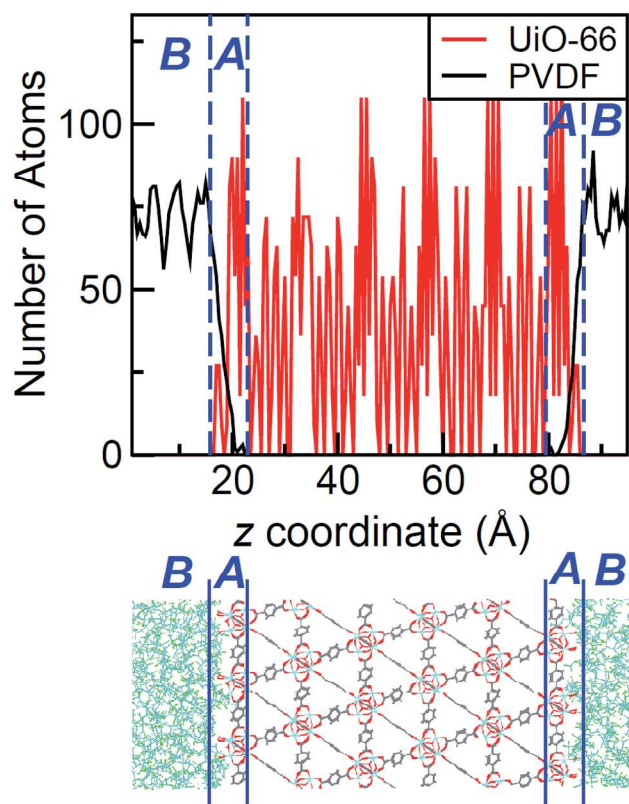 B A
UiO-66
PVDF
A B
100
50
0
Number of Atoms
20 40 60 80
z coordinate (Å)
B A A B